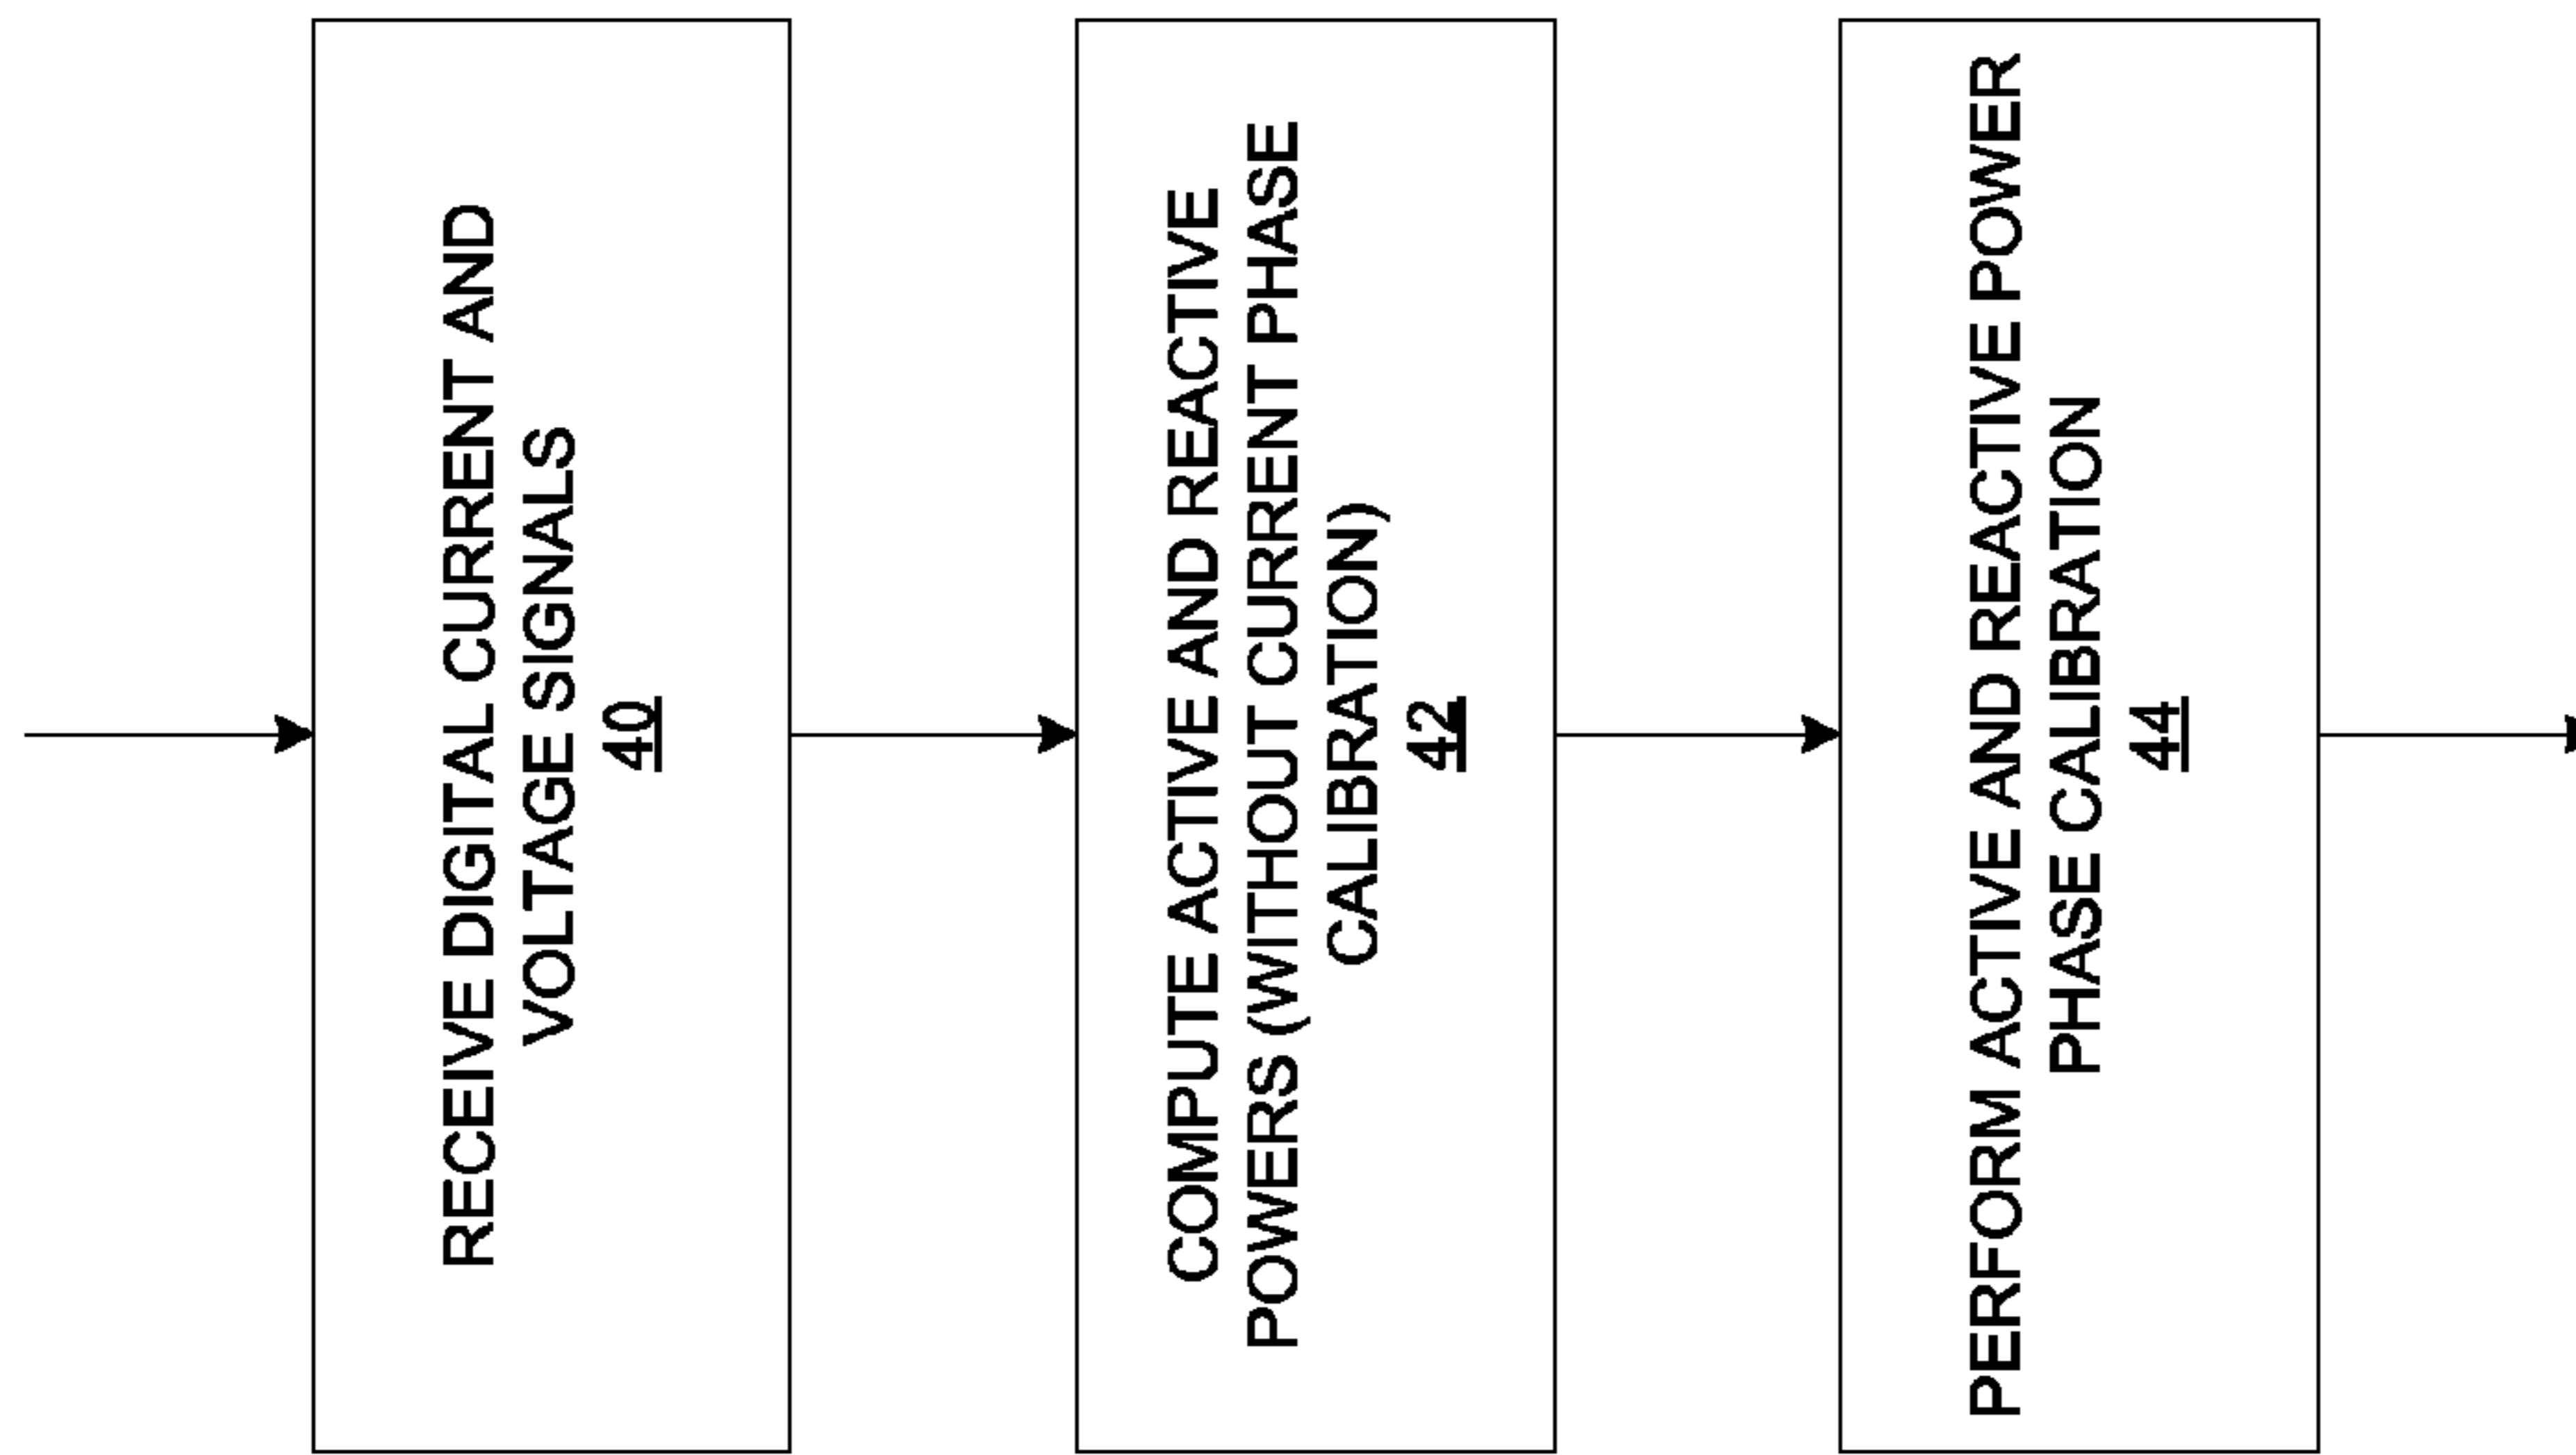 RECEIVE DIGITAL CURRENT AND
VOLTAGE SIGNALS
40
COMPUTE ACTIVE AND REACTIVE
POWERS (WITHOUT CURRENT PHASE
CALIBRATION)
42
PERFORM ACTIVE AND REACTIVE POWER
PHASE CALIBRATION
44